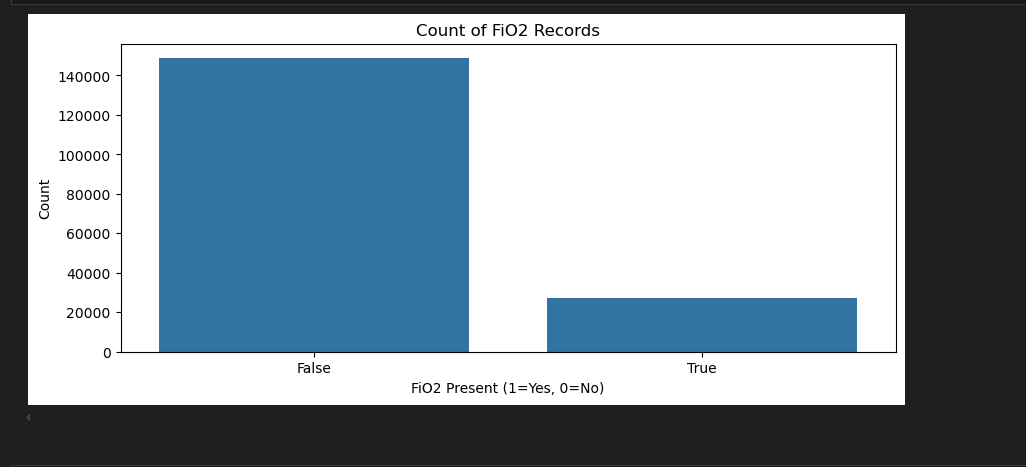 Count of FiO2 Records
140000
120000
100000
80000
60000
40000
20000
0
Count
False
True
FiO2 Present (1=Yes, 0=No)